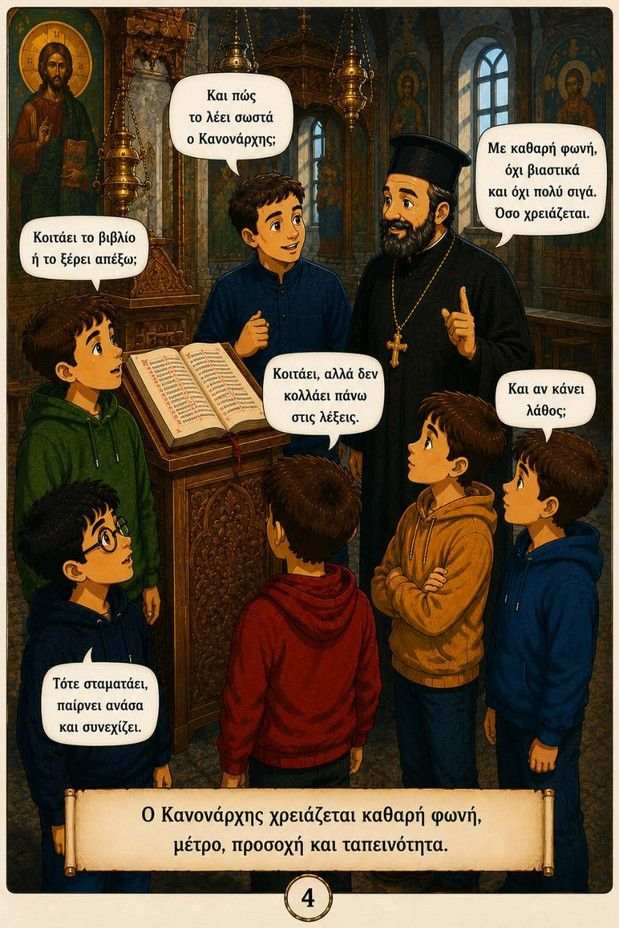 Και πώς
το λέει σωστά
ο Κανονάρχης;
Με καθαρή φωνή,
όχι βιαστικά
και όχι πολύ σιγά.
Όσο χρειάζεται.
Κοιτάει το βιβλίο
ή το ξέρει απέξω;
Κοιτάει, αλλά δεν
κολλάει πάνω
στις λέξεις.
Και αν κάνει
λάθος;
Τότε σταματάει,
παίρνει ανάσα
και συνεχίζει.
Ο Κανονάρχης χρειάζεται καθαρή φωνή,
μέτρο, προσοχή και ταπεινότητα.
4